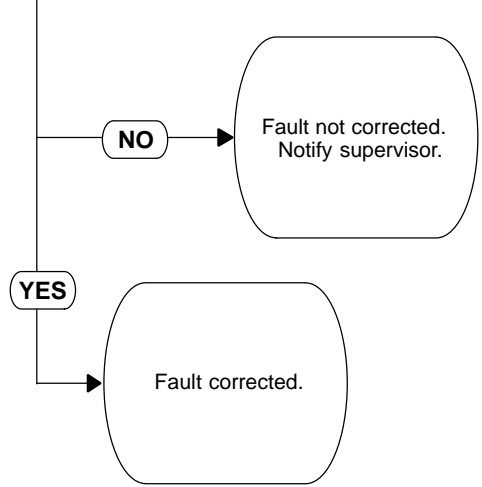 NO
Fault not corrected.
Notify supervisor.
YES
Fault corrected.